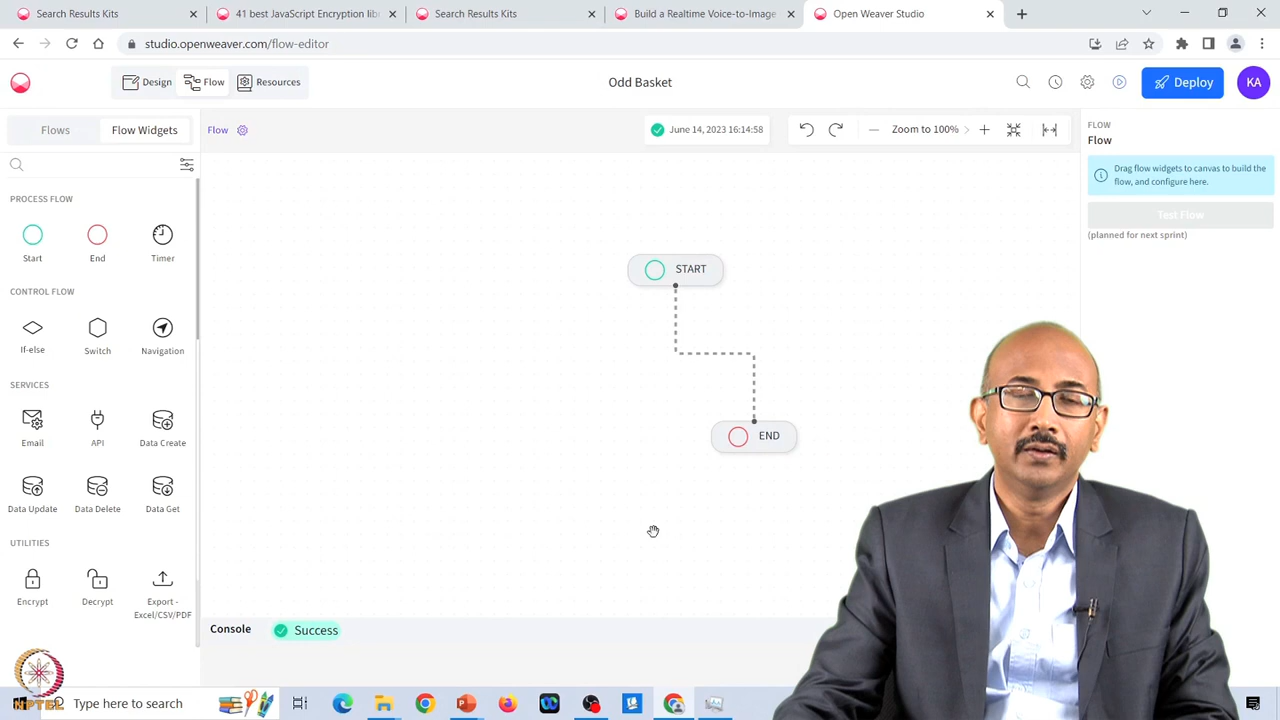 Search Results Kits
41 best JavaScript Encryption lib
Search Results Kits
Build a Realtime Voice-to-Image
Open Weaver Studio
studio.openweaver.com/flow-editor
Design
Flow
Resources
Odd Basket
Deploy
KA
Flows
Flow Widgets
Flow
June 14, 2023 16:14:58
Zoom to 100%
FLOW
Flow
Drag flow widgets to canvas to build the
flow, and configure here.
Test Flow
(planned for next sprint)
PROCESS FLOW
Start
End
Timer
CONTROL FLOW
If-else
Switch
Navigation
SERVICES
Email
API
Data Create
Data Update
Data Delete
Data Get
UTILITIES
Encrypt
Decrypt
Export -
Excel/CSV/PDF
START
END
Console
Success
NPTEL
Type here to search